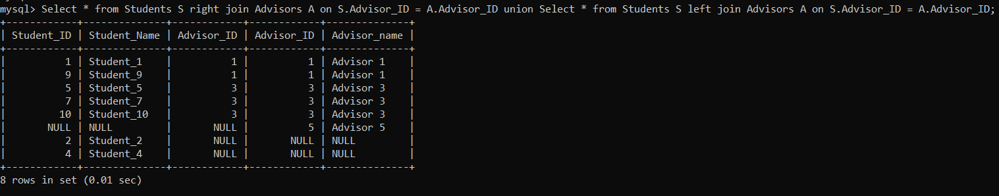 mysql> Select * from Students S right join Advisors A on S.Advisor_ID = A.Advisor_ID union Select * from Students S left join Advisors A on S.Advisor_ID = A.Advisor_ID;
+------------+--------------+------------+------------+--------------+
| Student_ID | Student_Name | Advisor_ID | Advisor_ID | Advisor_name |
+------------+--------------+------------+------------+--------------+
|          1 | Student_1    |          1 |          1 | Advisor 1    |
|          9 | Student_9    |          1 |          1 | Advisor 1    |
|          5 | Student_5    |          3 |          3 | Advisor 3    |
|          7 | Student_7    |          3 |          3 | Advisor 3    |
|         10 | Student_10   |          3 |          3 | Advisor 3    |
|       NULL | NULL         |       NULL |          5 | Advisor 5    |
|          2 | Student_2    |       NULL |       NULL | NULL         |
|          4 | Student_4    |       NULL |       NULL | NULL         |
+------------+--------------+------------+------------+--------------+
8 rows in set (0.01 sec)